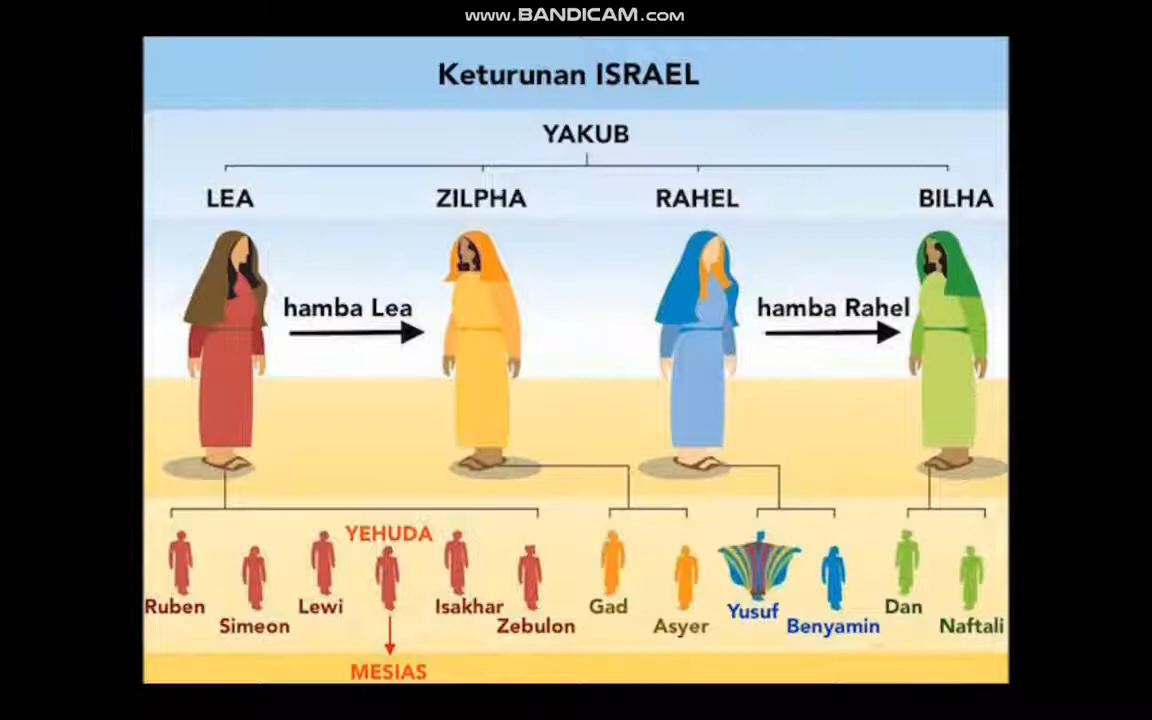 www.BANDICAM.com
Keturunan ISRAEL
YAKUB
LEA ZILPHA RAHEL BILHA
hamba Lea hamba Rahel
YEHUDA
Ruben Lewi Isakhar Gad Yusuf Dan
Simeon Zebulon Asyer Benyamin Naftali
MESIAS